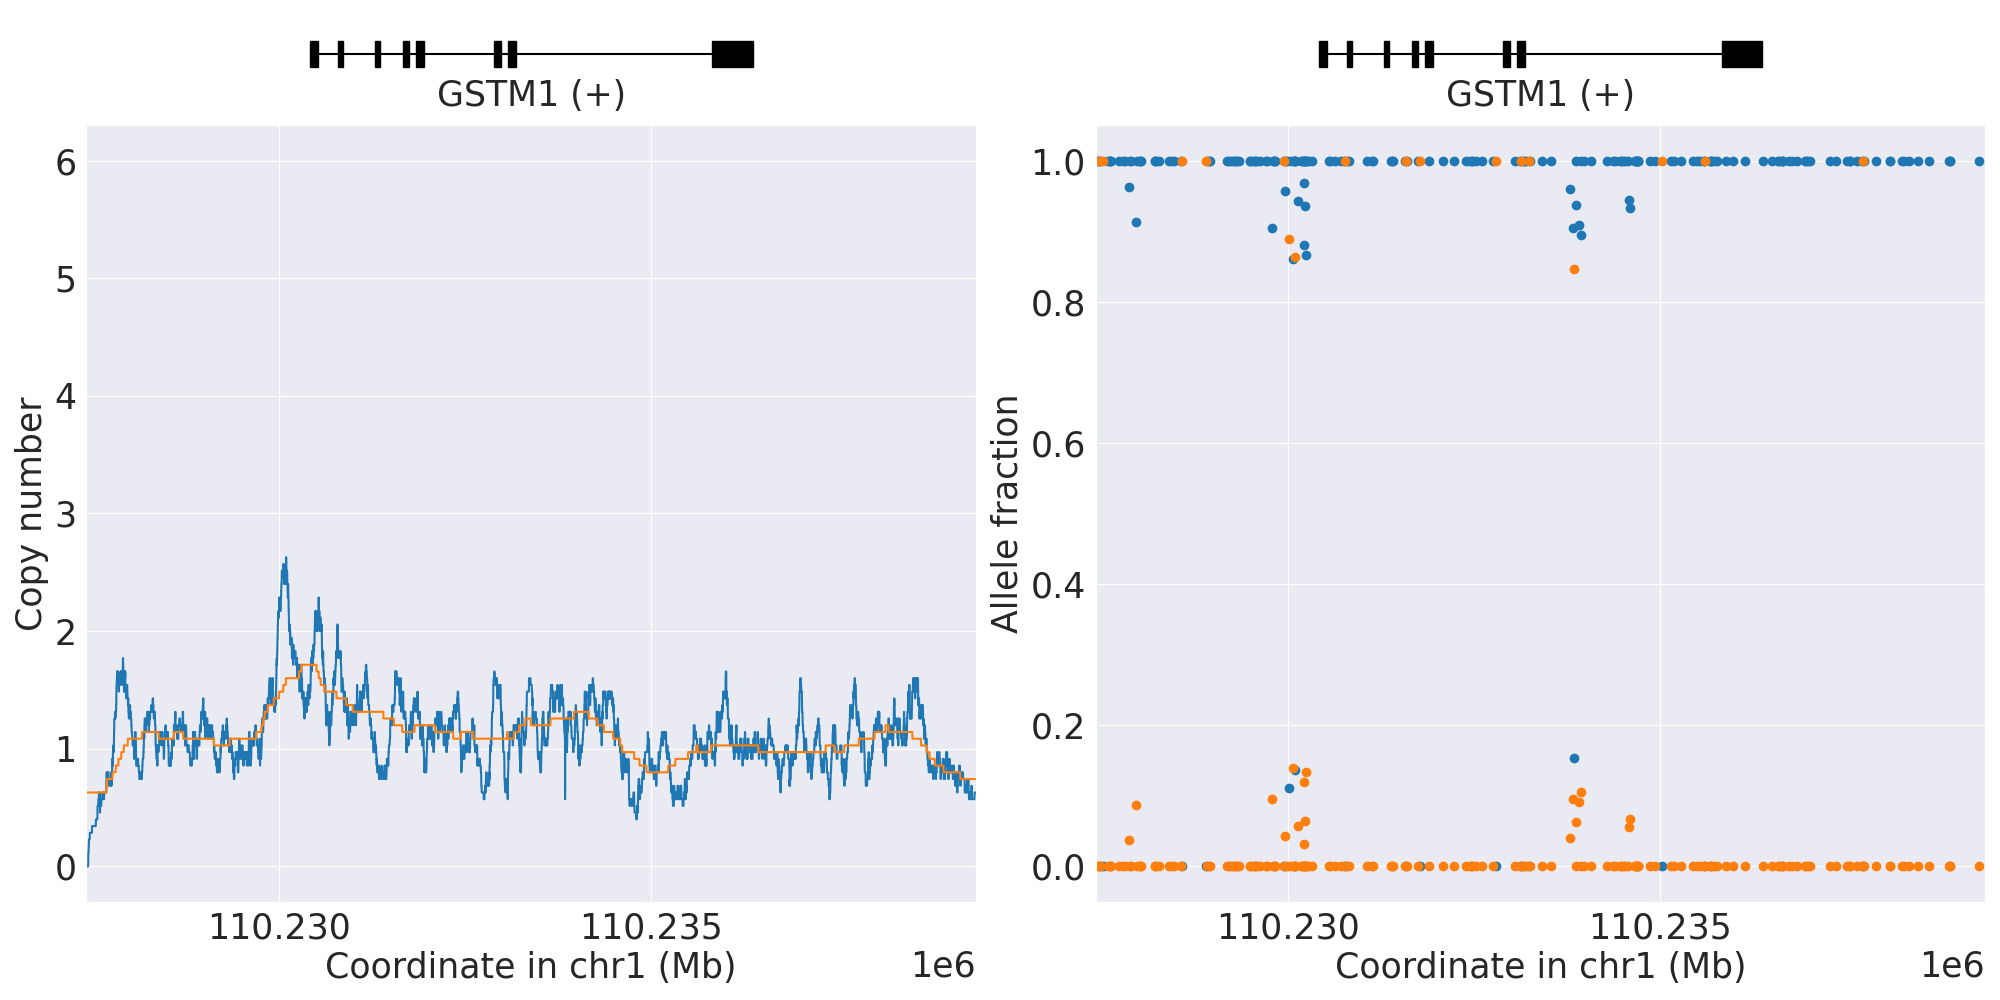 GSTM1 (+)
6
5
4
3
2
1
0
Copy number
110.230
110.235
Coordinate in chr1 (Mb)
1e6
GSTM1 (+)
1.0
0.8
0.6
0.4
0.2
0.0
Allele fraction
110.230
110.235
Coordinate in chr1 (Mb)
1e6